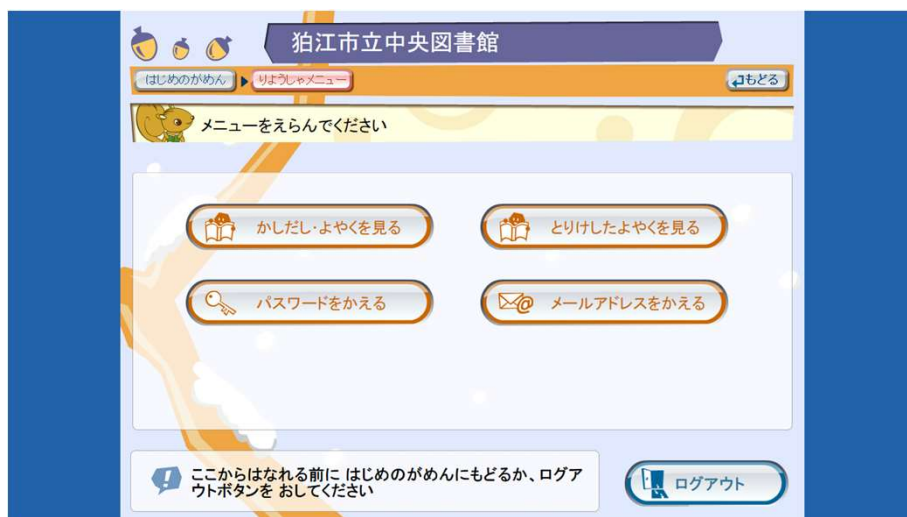 狛江市立中央図書館
はじめのがめん
りようしゃメニュー
もどる
メニューをえらんでください
かしだし・よやくを見る
とりけしたよやくを見る
パスワードをかえる
メールアドレスをかえる
ここからはなれる前に はじめのがめんにもどるか、ログア
ウトボタンを おしてください
ログアウト